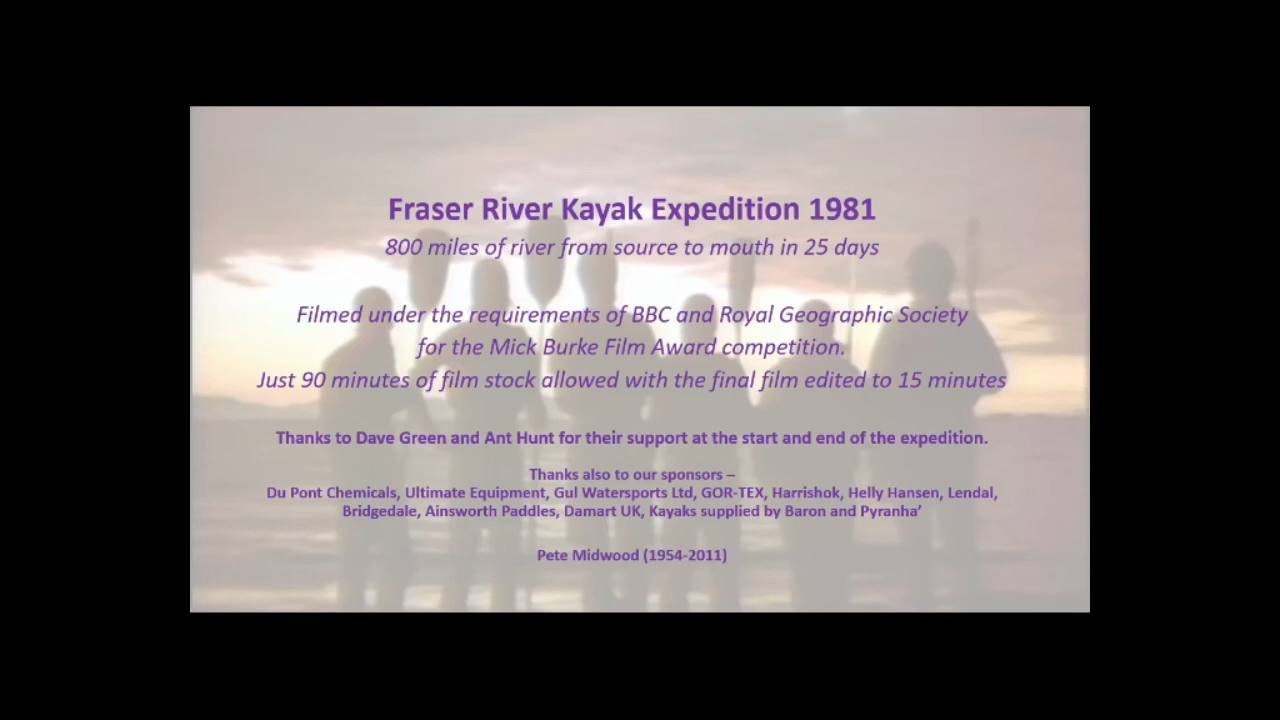 Fraser River Kayak Expedition 1981
800 miles of river from source to mouth in 25 days
Filmed under the requirements of BBC and Royal Geographic Society
for the Mick Burke Film Award competition.
Just 90 minutes of film stock allowed with the final film edited to 15 minutes
Thanks to Dave Green and Ant Hunt for their support at the start and end of the expedition.
Thanks also to our sponsors –
Du Pont Chemicals, Ultimate Equipment, Gul Watersports Ltd, GOR-TEX, Harrishok, Helly Hansen, Lendal,
Bridgedale, Ainsworth Paddles, Damart UK, Kayaks supplied by Baron and Pyranha’
Pete Midwood (1954-2011)